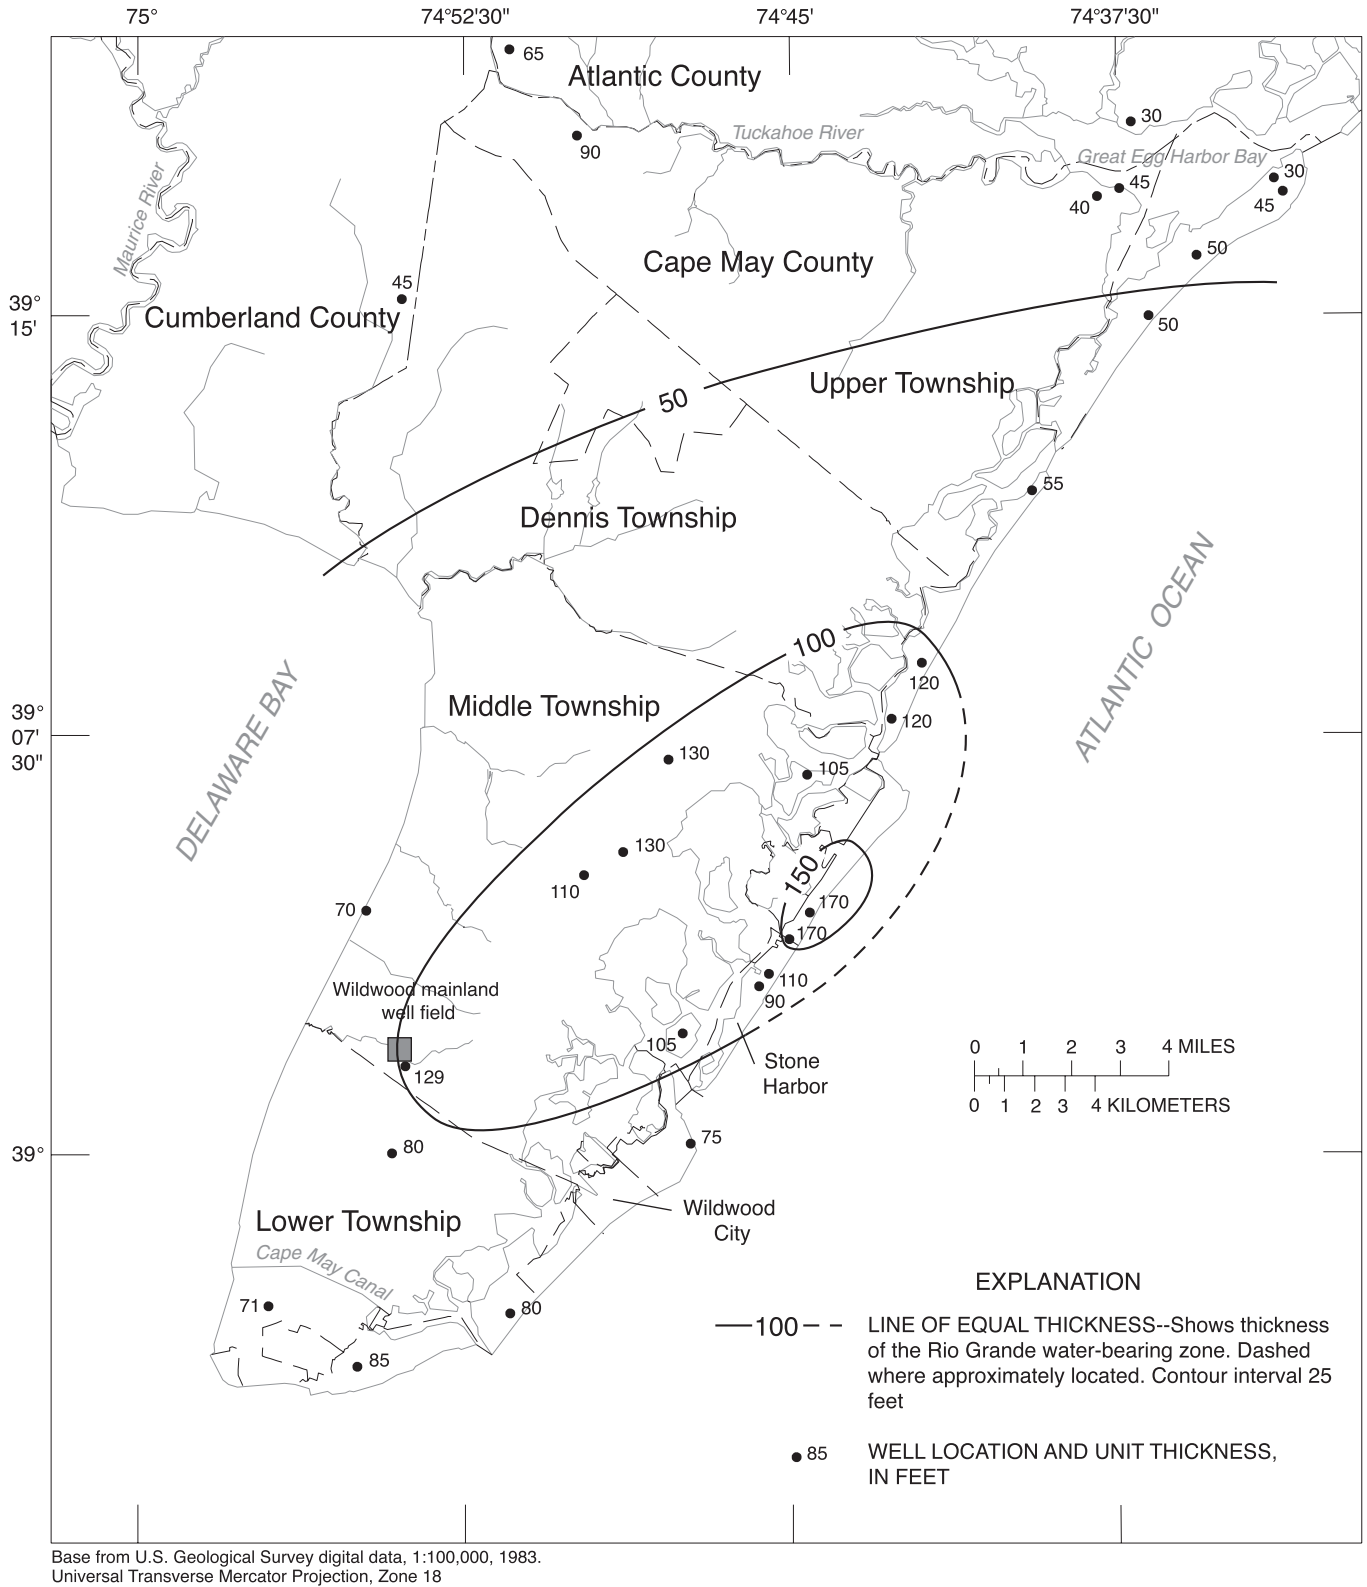 75°
74°52'30"
74°45'
74°37'30"
65
Atlantic County
30
Tuckahoe River
90
Great Egg Harbor Bay
30
45
40
45
Maurice River
50
Cape May County
45
39°
15'
Cumberland County
50
Upper Township
50
55
Dennis Township
ATLANTIC OCEAN
100
120
DELAWARE BAY
Middle Township
39°
07'
30"
120
130
105
130
150
110
170
70
170
110
Wildwood mainland
well field
90
105
0 1 2 3 4 MILES
Stone
Harbor
129
0 1 2 3 4 KILOMETERS
75
80
39°
Wildwood
City
Lower Township
Cape May Canal
71
80
85
EXPLANATION
100
LINE OF EQUAL THICKNESS--Shows thickness
of the Rio Grande water-bearing zone. Dashed
where approximately located. Contour interval 25
feet
85
WELL LOCATION AND UNIT THICKNESS,
IN FEET
Base from U.S. Geological Survey digital data, 1:100,000, 1983.
Universal Transverse Mercator Projection, Zone 18